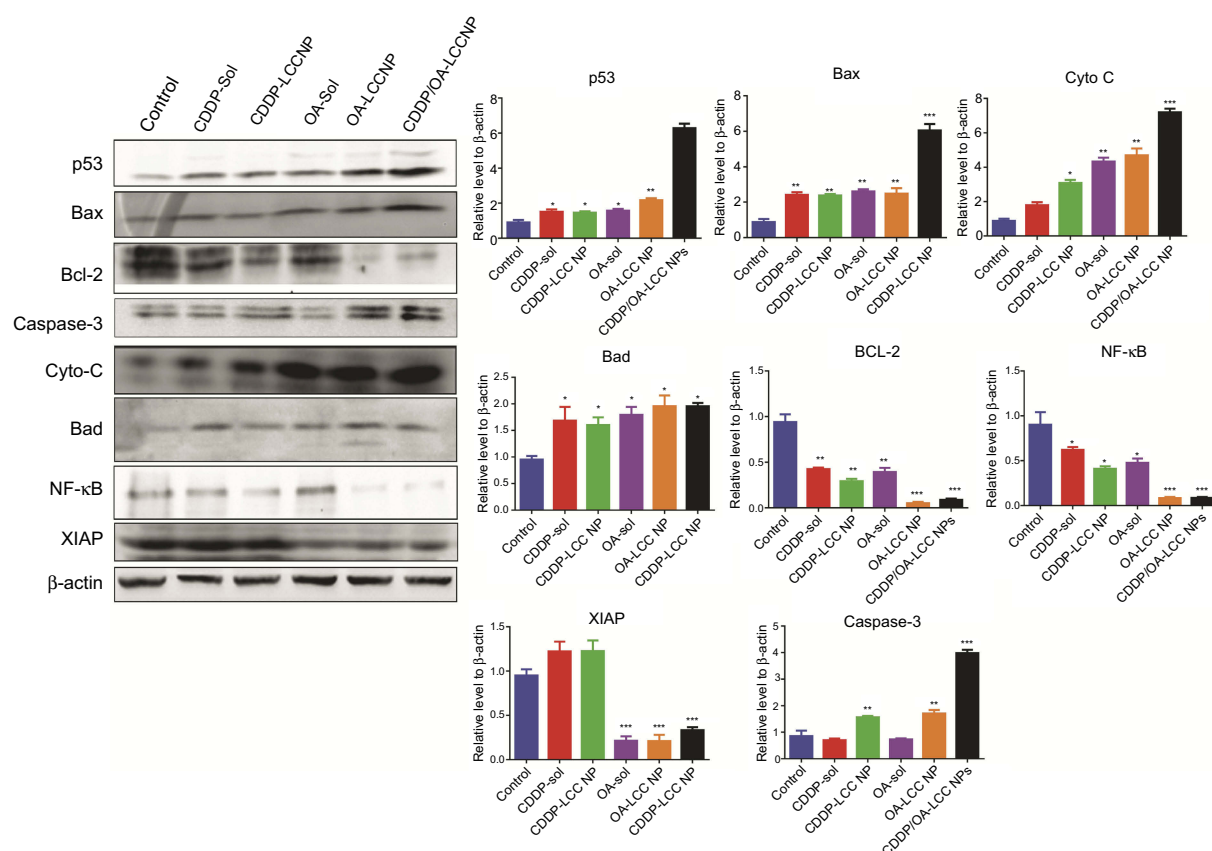 Control
CDDP-Sol
CDDP-LCCNP
OA-Sol
OA-LCCNP
CDDP/OA-LCCNP
p53
Bax
Bcl-2
Caspase-3
Cyto-C
Bad
NF-κB
XIAP
β-actin
p53
Relative level to β-actin
8
6
4
2
0
*
*
*
**
Control
CDDP-sol
CDDP-LCC NP
OA-sol
OA-LCC NP
CDDP/OA-LCC NPs
Bax
Relative level to β-actin
8
6
4
2
0
**
**
**
**
***
Control
CDDP-sol
CDDP-LCC NP
OA-sol
OA-LCC NP
CDDP-LCC NP
Cyto C
Relative level to β-actin
8
6
4
2
0
*
**
**
***
Control
CDDP-sol
CDDP-LCC NP
OA-sol
OA-LCC NP
CDDP/OA-LCC NP
Bad
Relative level to β-actin
2.5
2.0
1.5
1.0
0.5
0.0
*
*
*
*
*
Control
CDDP-sol
CDDP-LCC NP
OA-sol
OA-LCC NP
CDDP-LCC NP
BCL-2
Relative level to β-actin
1.5
1.0
0.5
0.0
**
**
**
***
***
Control
CDDP-sol
CDDP-LCC NP
OA-sol
OA-LCC NP
CDDP/OA-LCC NPs
NF-κB
Relative level to β-actin
1.5
1.0
0.5
0.0
*
*
*
***
***
Control
CDDP-sol
CDDP-LCC NP
OA-sol
OA-LCC NP
CDDP/OA-LCC NPs
XIAP
Relative level to β-actin
1.5
1.0
0.5
0.0
***
***
***
Control
CDDP-sol
CDDP-LCC NP
OA-sol
OA-LCC NP
CDDP-LCC NP
Caspase-3
Relative level to β-actin
5
4
2
1
0
**
**
***
Control
CDDP-sol
CDDP-LCC NP
OA-sol
OA-LCC NP
CDDP/OA-LCC NPs